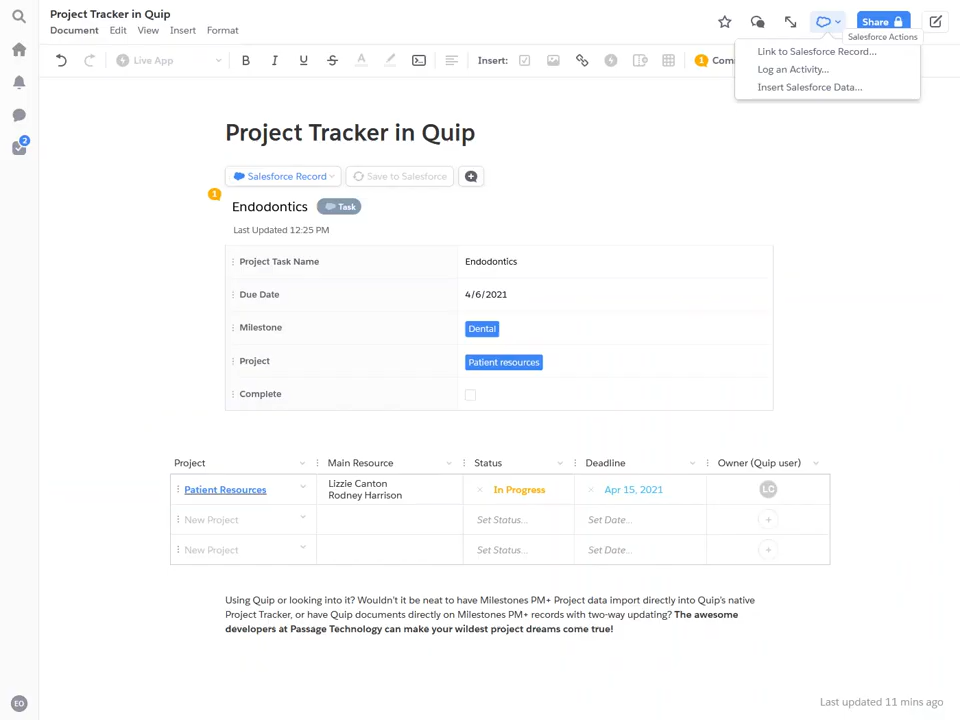 Project Tracker in Quip
Document Edit View Insert Format
Share
Salesforce Actions
Link to Salesforce Record...
Log an Activity...
Insert Salesforce Data...
2
Live App
B I U S A
Insert:
1
Project Tracker in Quip
Salesforce Record
Save to Salesforce
1
Endodontics
Task
Last Updated 12:25 PM
Project Task Name Endodontics
Due Date 4/6/2021
Milestone Dental
Project Patient resources
Complete
Project Main Resource Status Deadline Owner (Quip user)
Patient Resources Lizzie Canton In Progress Apr 15, 2021 LC
Rodney Harrison
New Project Set Status... Set Date... +
New Project Set Status... Set Date... +
Using Quip or looking into it? Wouldn't it be neat to have Milestones PM+ Project data import directly into Quip's native
Project Tracker, or have Quip documents directly on Milestones PM+ records with two-way updating? The awesome
developers at Passage Technology can make your wildest project dreams come true!
EO
Last updated 11 mins ago